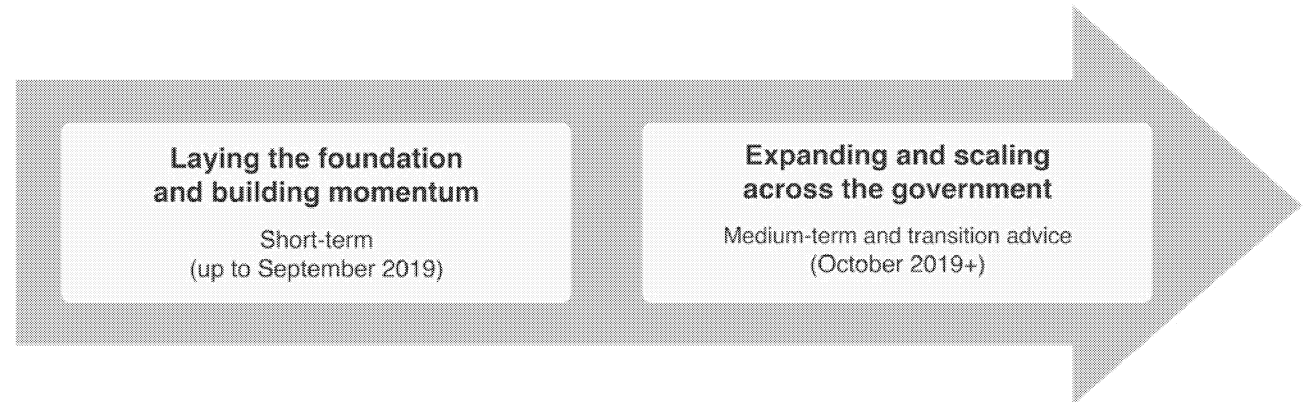 Laying the foundation
and building momentum
Short-term
(up to September 2019)
Expanding and scaling
across the government
Medium-term and transition advice
(October 2019+)